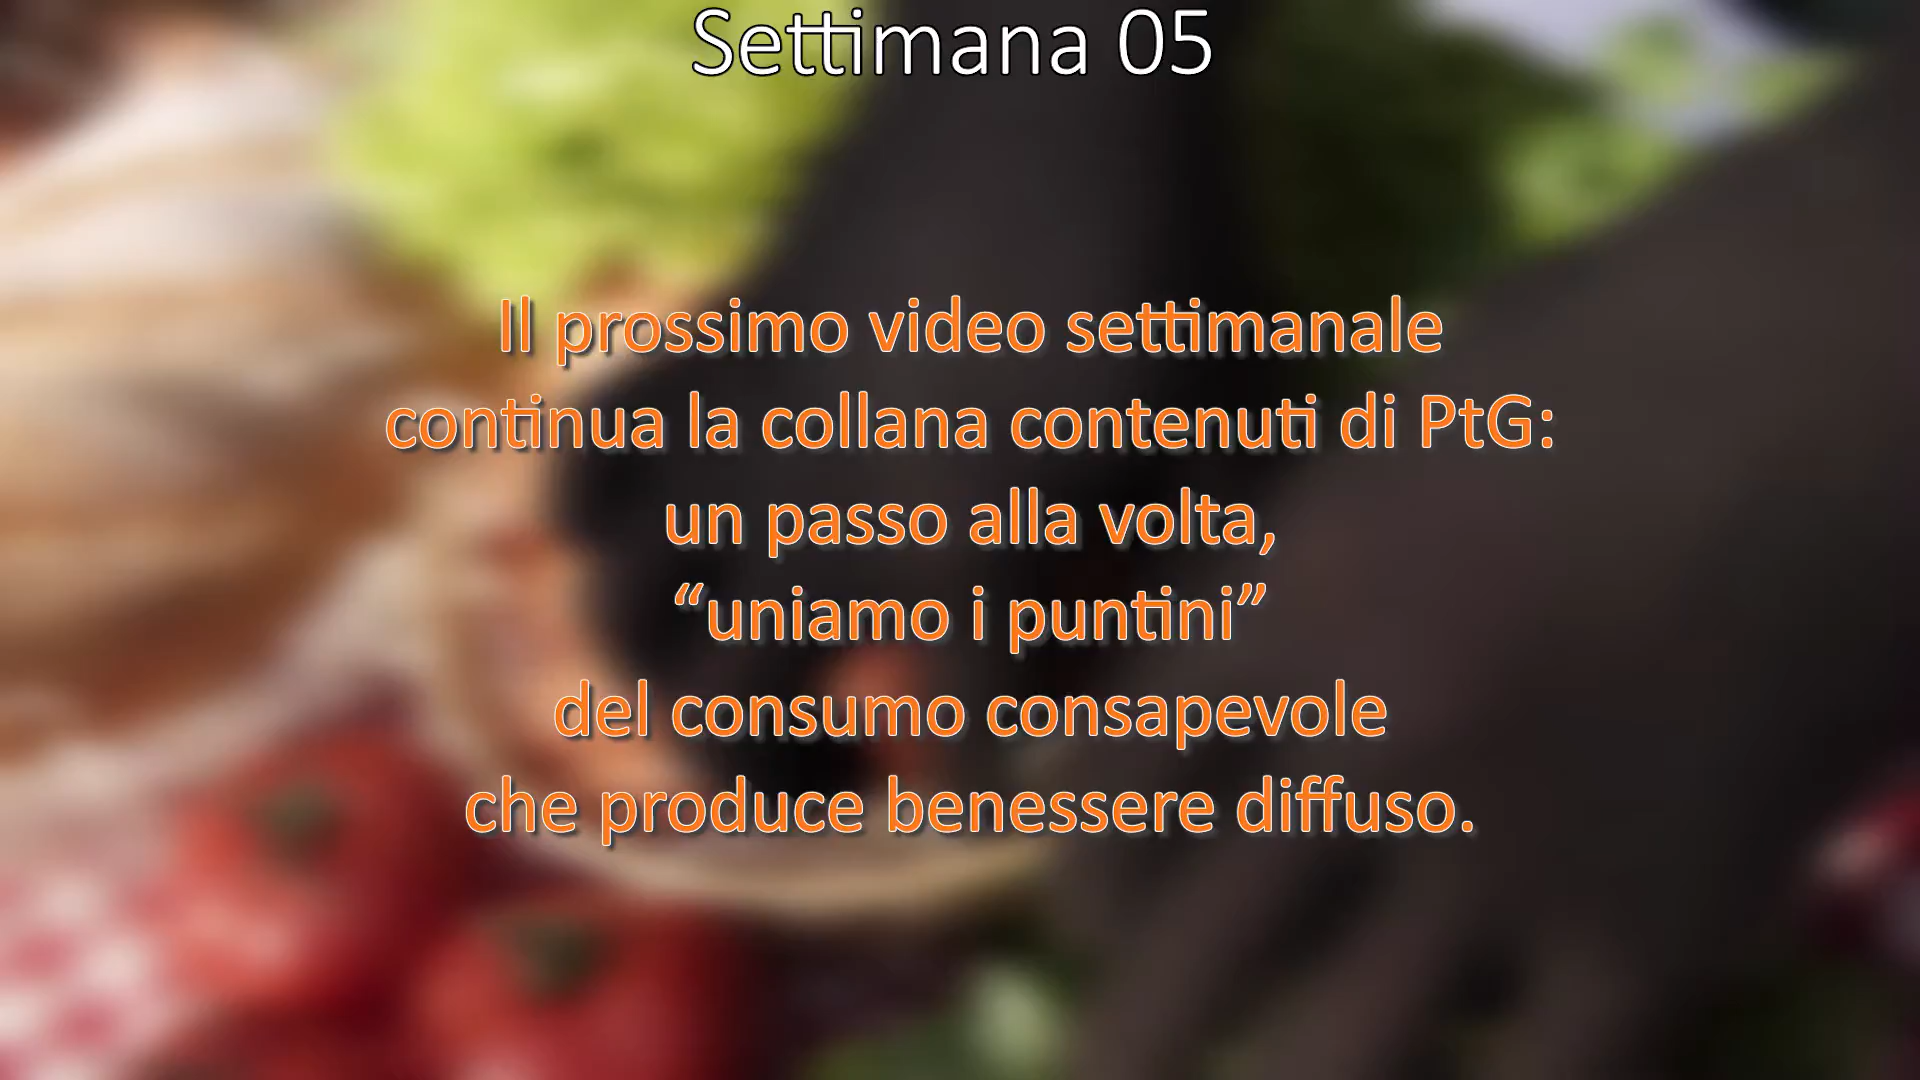 Settimana 05
Il prossimo video settimanale
continua la collana contenuti di PtG:
un passo alla volta,
“uniamo i puntini”
del consumo consapevole
che produce benessere diffuso.